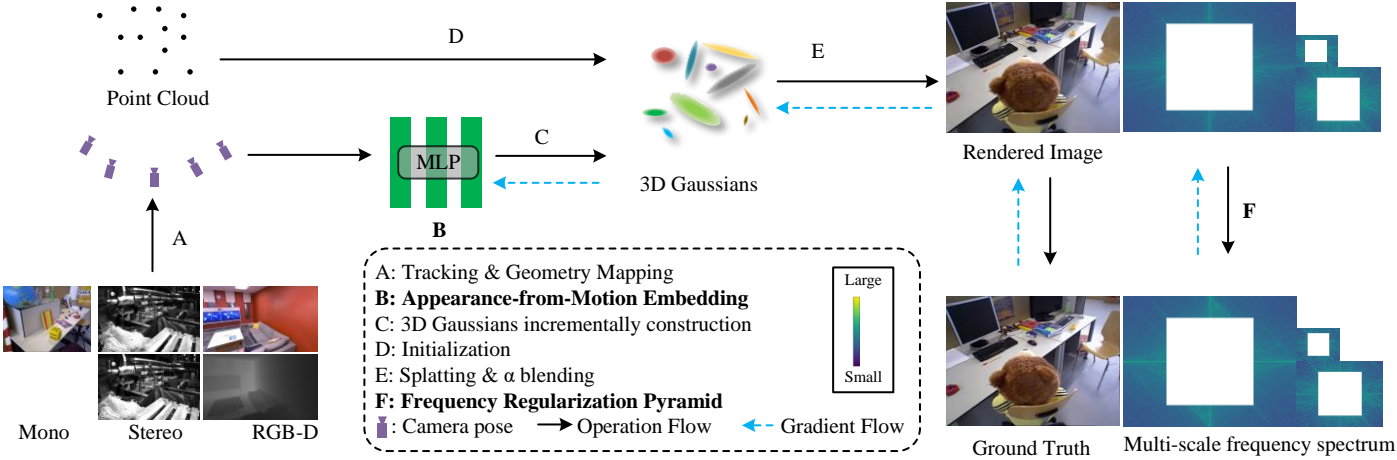 D
E
Point Cloud
MLP
C
3D Gaussians
Rendered Image
A
B
F
A: Tracking & Geometry Mapping
B: Appearance-from-Motion Embedding
C: 3D Gaussians incrementally construction
D: Initialization
E: Splatting & α blending
F: Frequency Regularization Pyramid
: Camera pose
Operation Flow
Gradient Flow
Large
Small
Mono
Stereo
RGB-D
Ground Truth
Multi-scale frequency spectrum